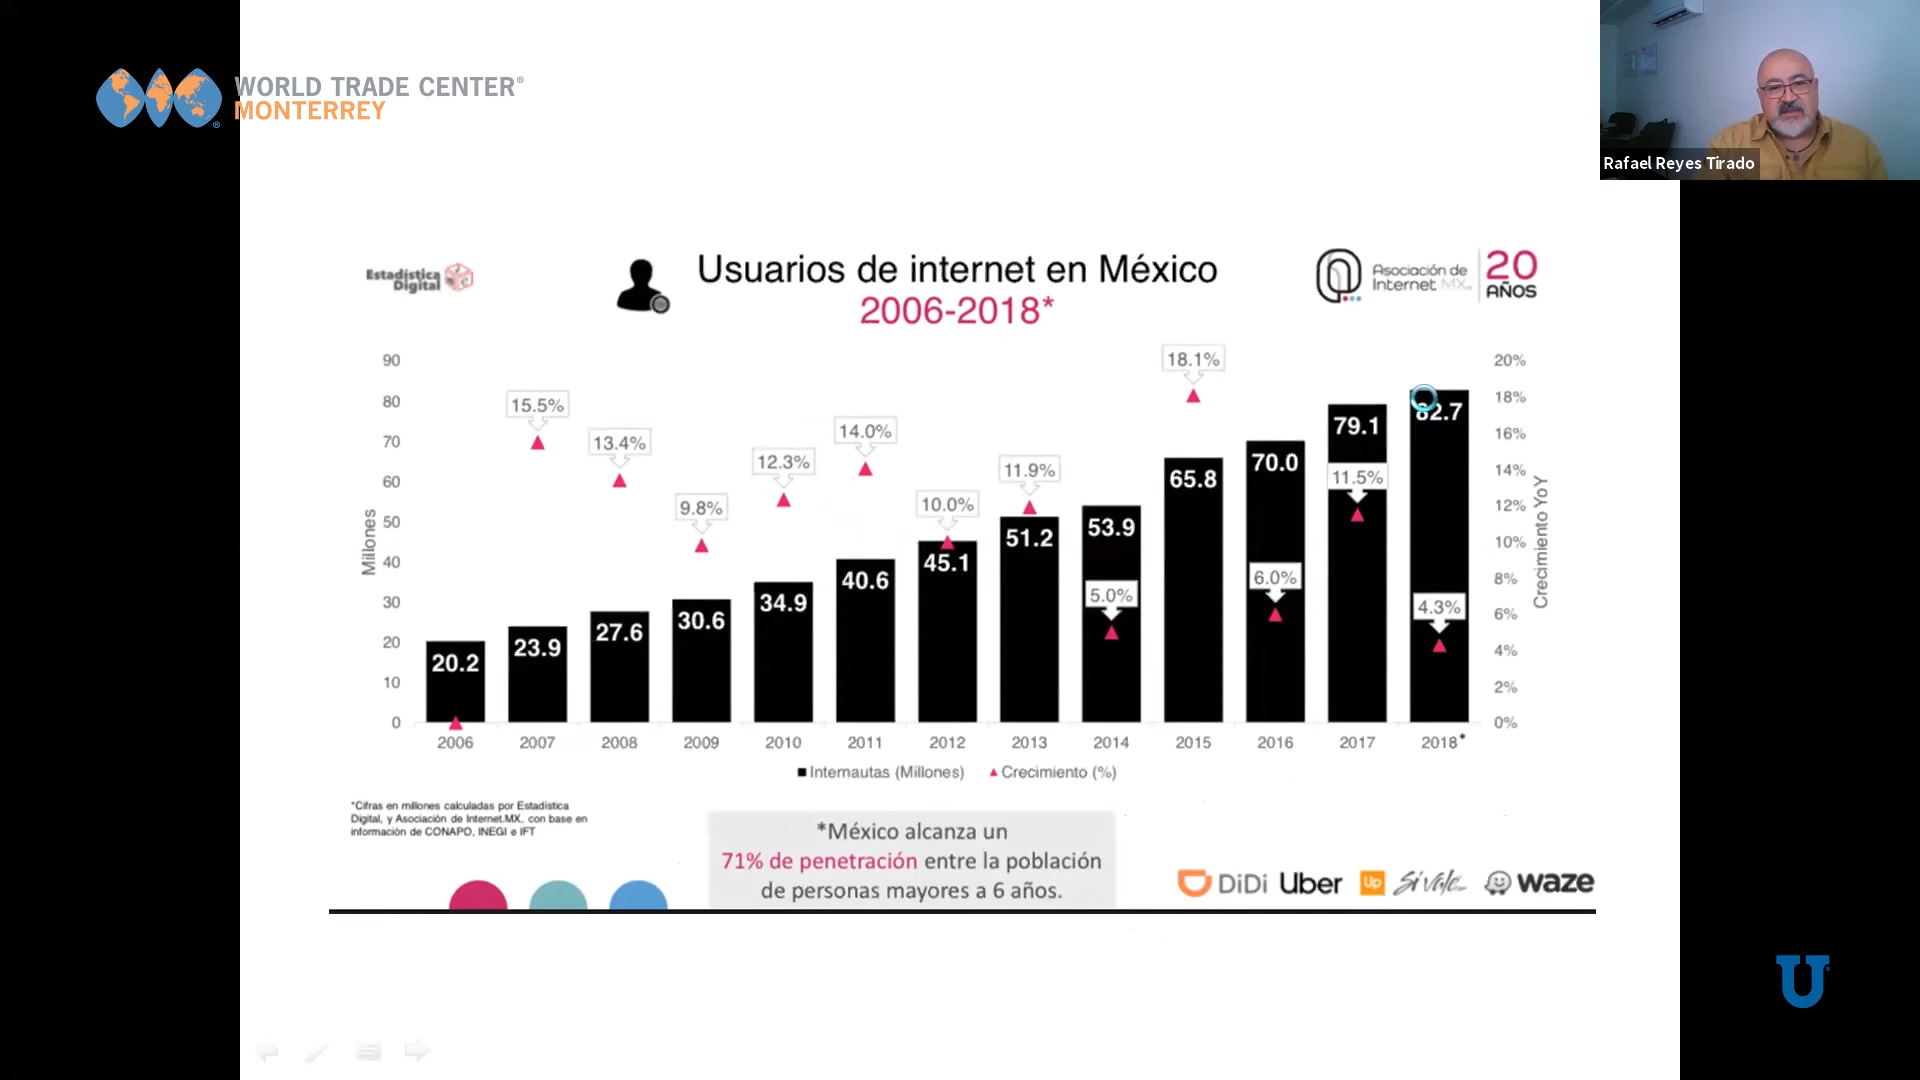 WORLD TRADE CENTER®
MONTERREY
Rafael Reyes Tirado
Estadística
Digital
Usuarios de internet en México
2006-2018*
Asociación de
Internet MX
20
AÑOS
90
80
70
60
50
40
30
20
10
0
Millones
20%
18%
16%
14%
12%
10%
8%
6%
4%
2%
0%
Crecimiento YoY
15.5%
13.4%
9.8%
12.3%
14.0%
10.0%
11.9%
5.0%
18.1%
6.0%
11.5%
4.3%
20.2
23.9
27.6
30.6
34.9
40.6
45.1
51.2
53.9
65.8
70.0
79.1
82.7
2006 2007 2008 2009 2010 2011 2012 2013 2014 2015 2016 2017 2018*
Internautas (Millones) Crecimiento (%)
*Cifras en millones calculadas por Estadística
Digital, y Asociación de Internet.MX, con base en
información de CONAPO, INEGI e IFT
*México alcanza un
71% de penetración entre la población
de personas mayores a 6 años.
DiDi Uber Up Sí Vale waze
U